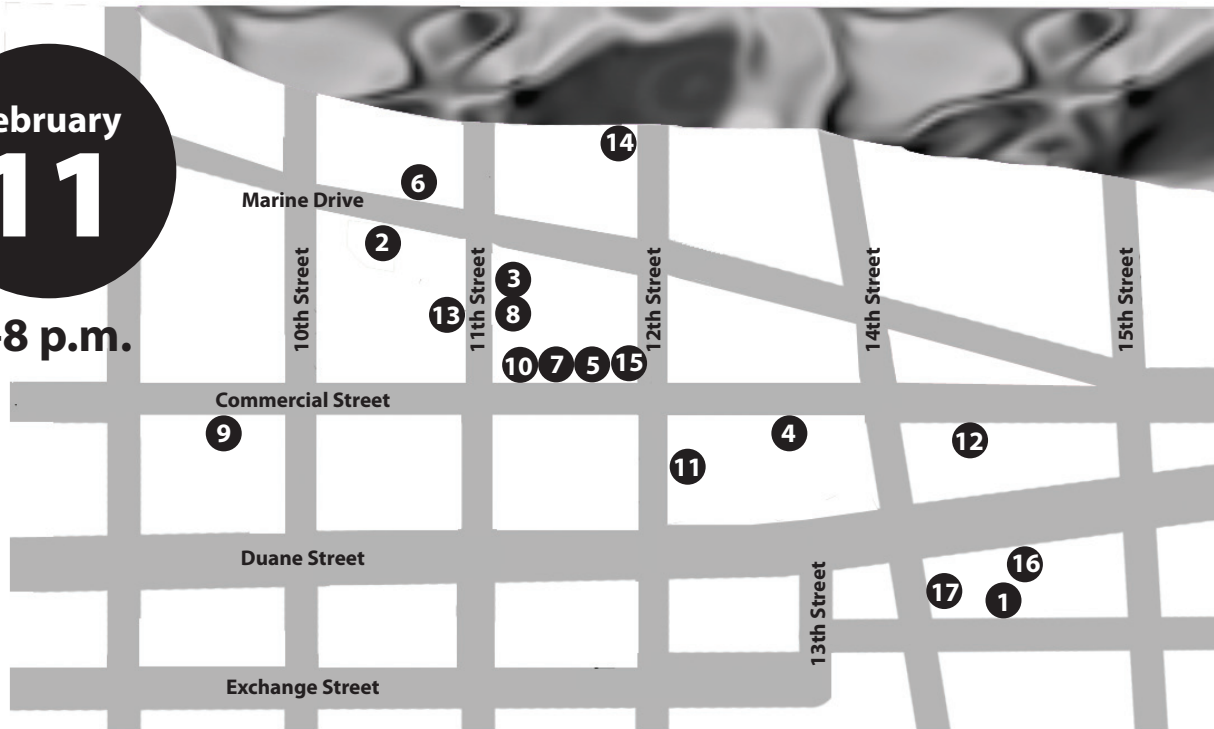 ebruary
11
8 p.m.
14
6
Marine Drive
2
10th Street
11th Street
12th Street
14th Street
15th Street
3
13
8
10 7 5 15
Commercial Street
9
4
12
11
Duane Street
16
17
1
13th Street
Exchange Street